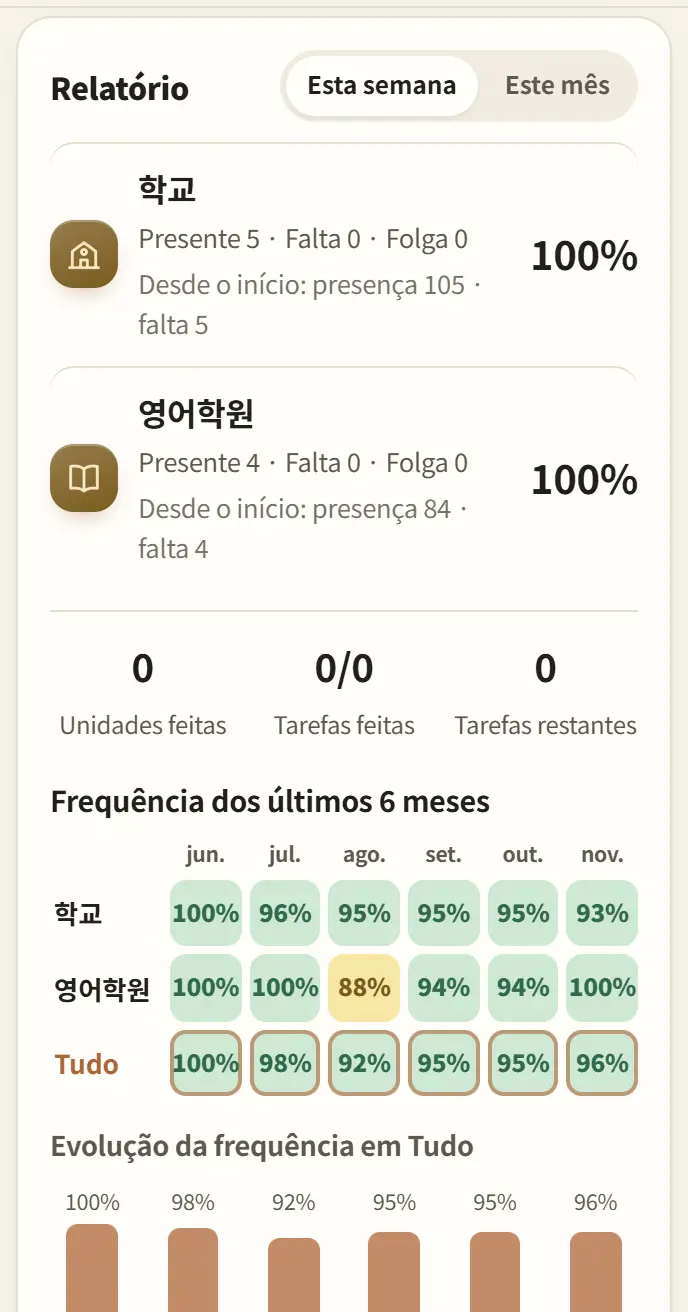 Relatório
Esta semana
Este mês
학교
Presente 5 · Falta 0 · Folga 0
Desde o início: presença 105 ·
falta 5
100%
영어학원
Presente 4 · Falta 0 · Folga 0
Desde o início: presença 84 ·
falta 4
100%
0 0/0 0
Unidades feitas Tarefas feitas Tarefas restantes
Frequência dos últimos 6 meses
jun. jul. ago. set. out. nov.
학교 100% 96% 95% 95% 95% 93%
영어학원 100% 100% 88% 94% 94% 100%
Tudo 100% 98% 92% 95% 95% 96%
Evolução da frequência em Tudo
100% 98% 92% 95% 95% 96%